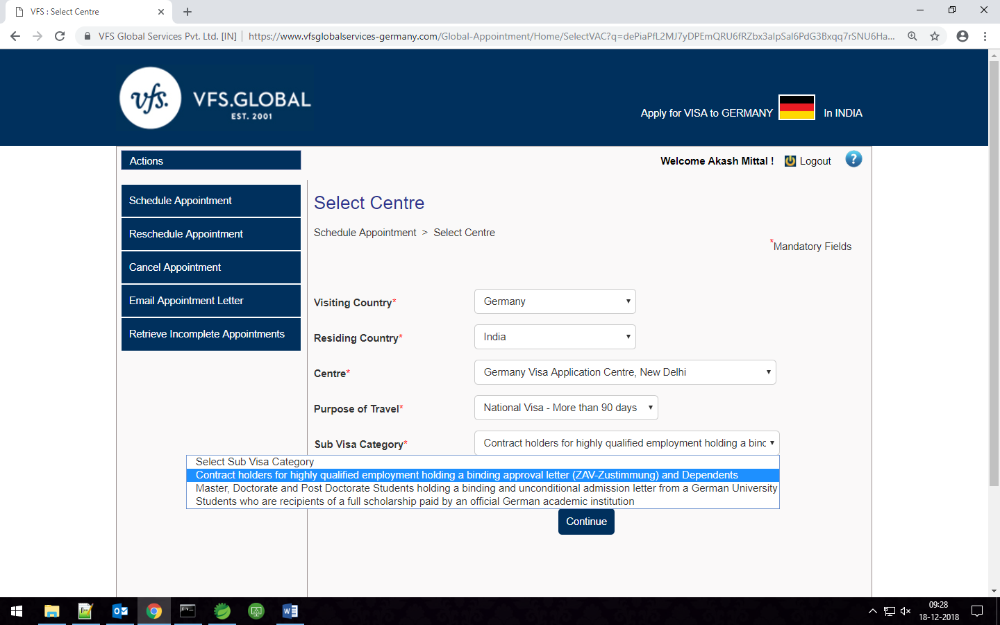 VFS : Select Centre
VFS Global Services Pvt. Ltd. [IN] https://www.vfsglobalservices-germany.com/Global-Appointment/Home/SelectVAC?q=dePiaPfL2MJ7yDPEmQRU6fRZbx3alpSal6PdG3Bxqq7rSNU6Ha...
vfs.
VFS.GLOBAL
EST. 2001
Apply for VISA to GERMANY In INDIA
Actions
Welcome Akash Mittal ! Logout ?
Schedule Appointment
Reschedule Appointment
Cancel Appointment
Email Appointment Letter
Retrieve Incomplete Appointments
Select Centre
Schedule Appointment > Select Centre
*Mandatory Fields
Visiting Country* Germany
Residing Country* India
Centre* Germany Visa Application Centre, New Delhi
Purpose of Travel* National Visa - More than 90 days
Sub Visa Category* Contract holders for highly qualified employment holding a binc
Select Sub Visa Category
Contract holders for highly qualified employment holding a binding approval letter (ZAV-Zustimmung) and Dependents
Master, Doctorate and Post Doctorate Students holding a binding and unconditional admission letter from a German University
Students who are recipients of a full scholarship paid by an official German academic institution
Continue
09:28
18-12-2018